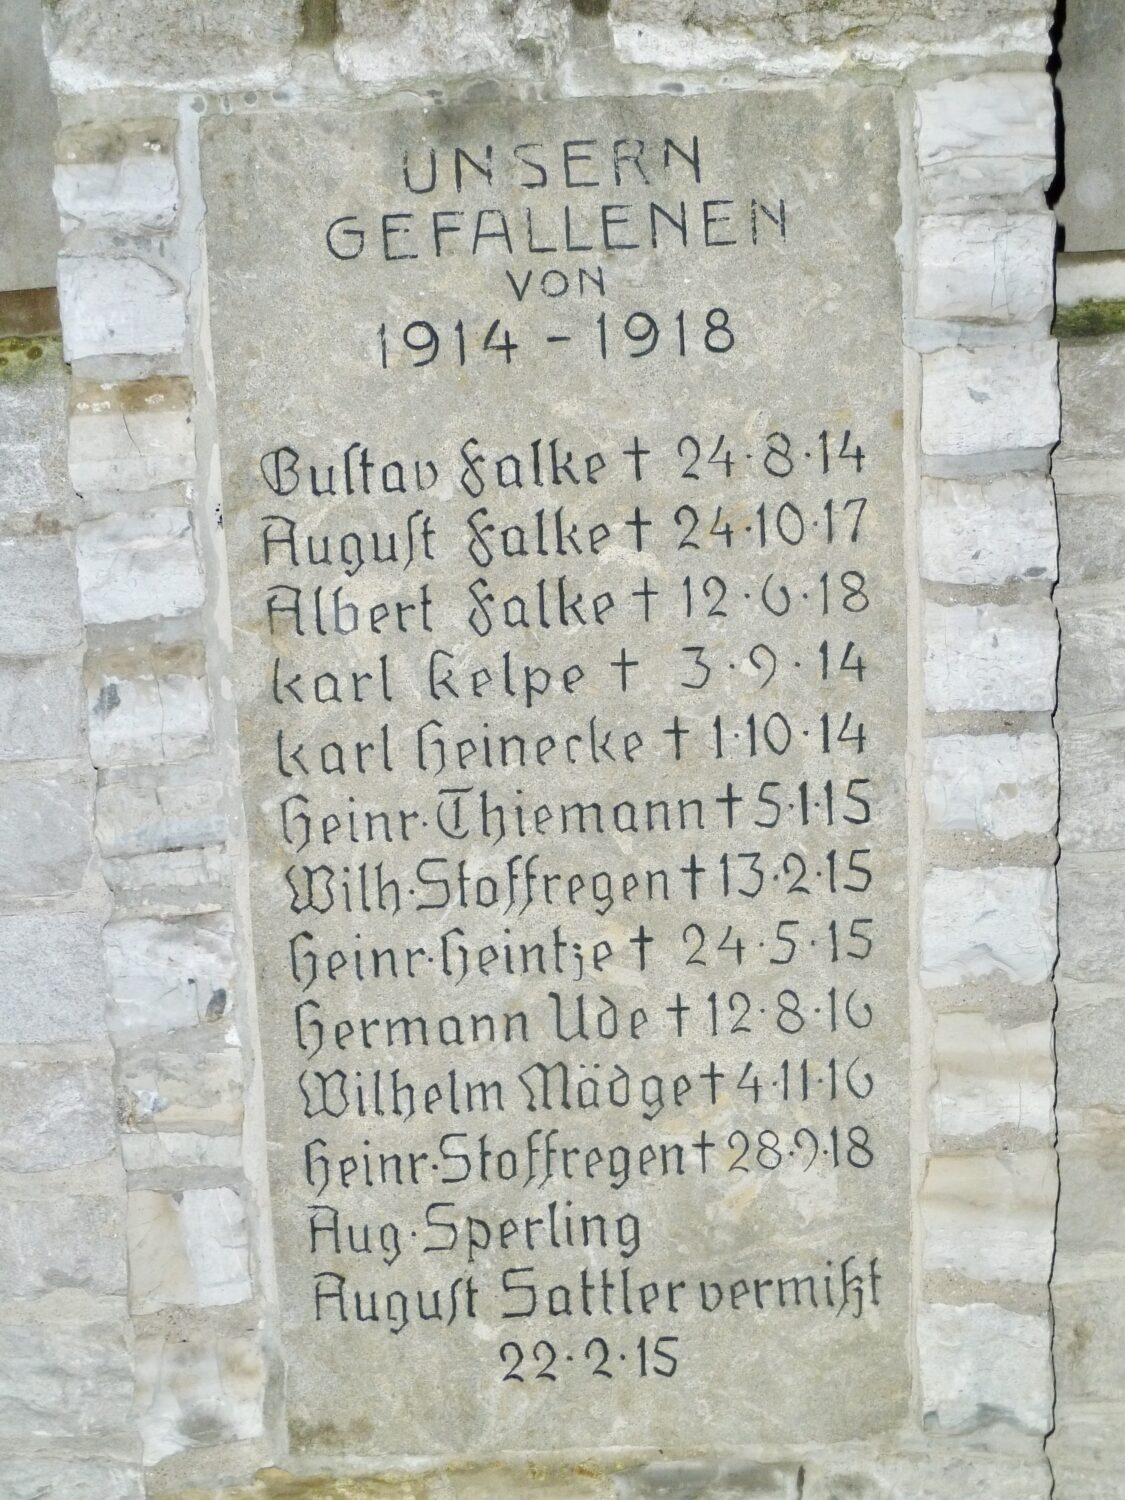 UNSERN
GEFALLENEN
VON
1914 - 1918
Guſtav Falke † 24·8·14
Auguſt Falke † 24·10·17
Albert Falke † 12·6·18
Karl Kelpe † 3·9·14
Karl Heinecke † 1·10·14
Heinr·Thiemann † 5·1·15
Wilh·Stoffregen † 13·2·15
Heinr·Heintze † 24·5·15
Hermann Ude † 12·8·16
Wilhelm Mädge † 4·11·16
Heinr·Stoffregen † 28·9·18
Aug·Sperling
Auguſt Sattler vermißt
22·2·15